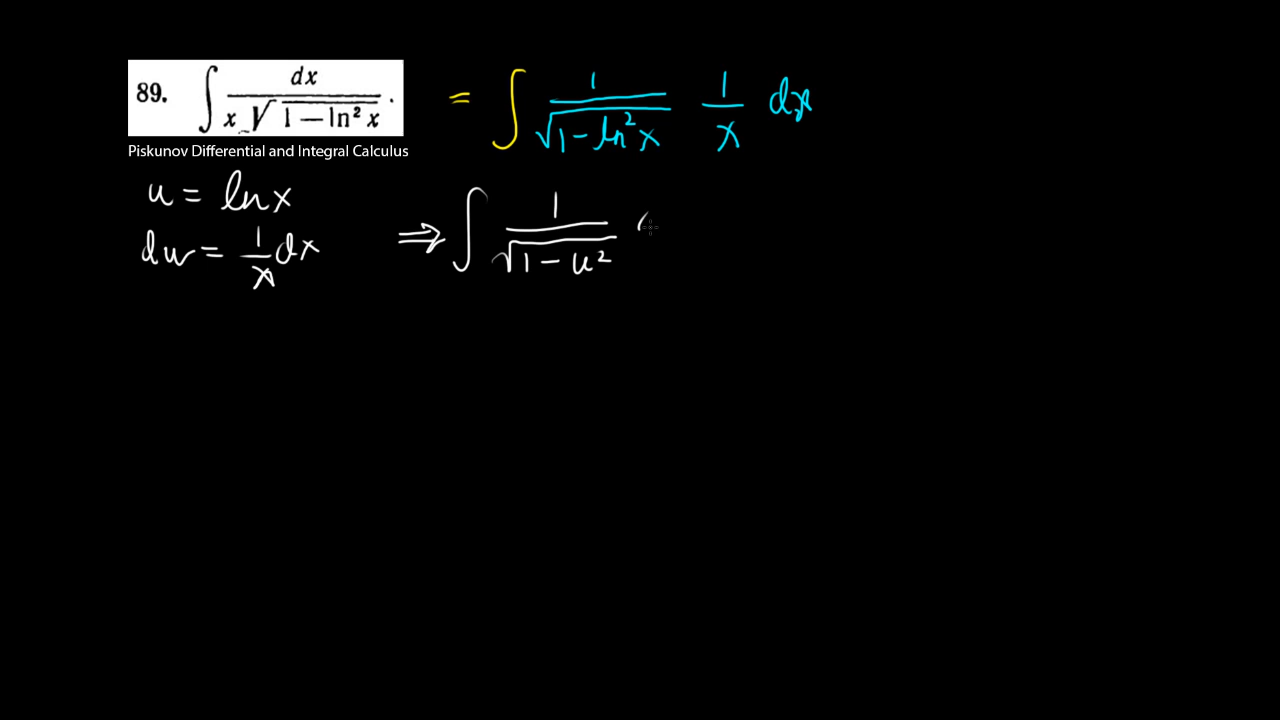 89. ∫ dx / (x √(1 − ln² x)) . = ∫ 1/√(1 − ln² x) 1/x dx
Piskunov Differential and Integral Calculus
u = ln x
du = 1/x dx ⇒ ∫ 1/√(1 − u²)